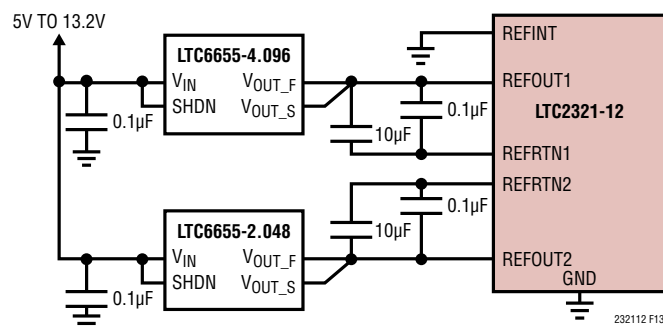 5V TO 13.2V
LTC6655-4.096
VIN
SHDN
VOUT_F
VOUT_S
0.1µF
10µF
0.1µF
REFINT
REFOUT1
LTC2321-12
REFRTN1
REFRTN2
REFOUT2
GND
LTC6655-2.048
VIN
SHDN
VOUT_F
VOUT_S
0.1µF
10µF
0.1µF
232112 F13